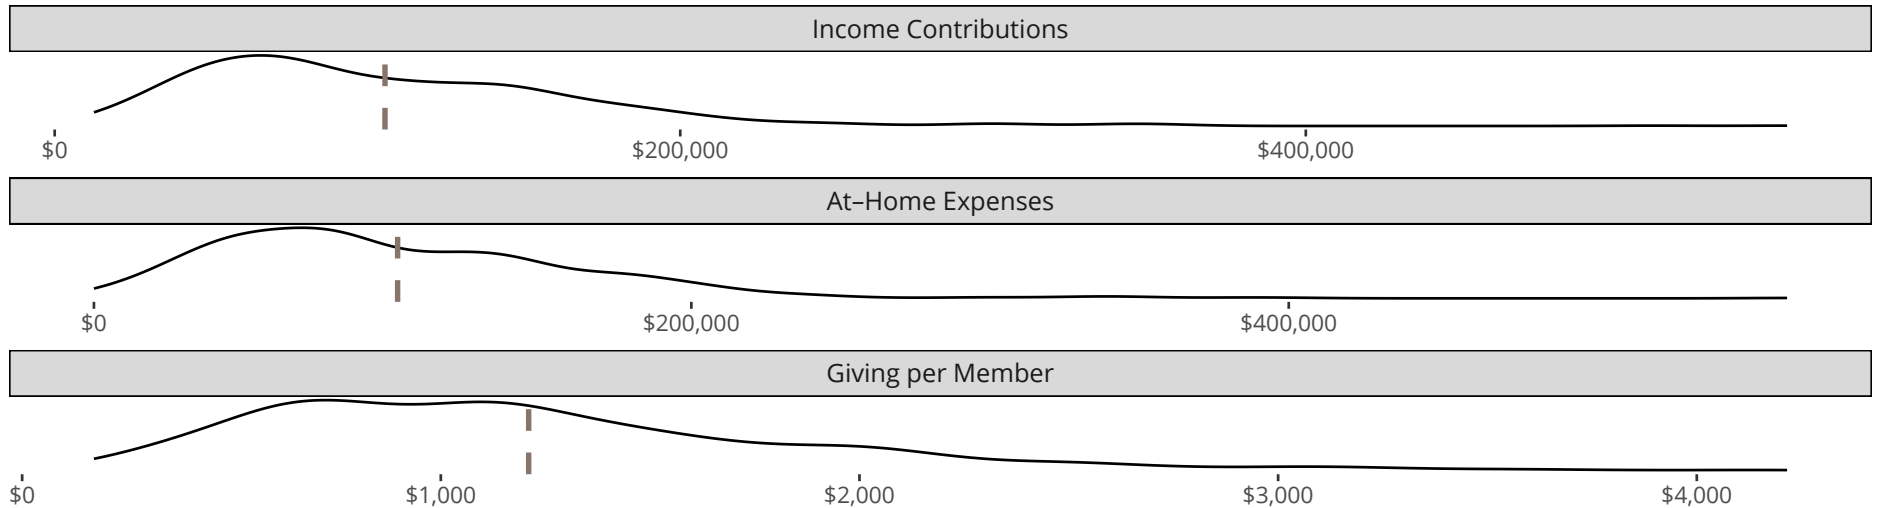 Income Contributions
$0 $200,000 $400,000
At–Home Expenses
$0 $200,000 $400,000
Giving per Member
$0 $1,000 $2,000 $3,000 $4,000